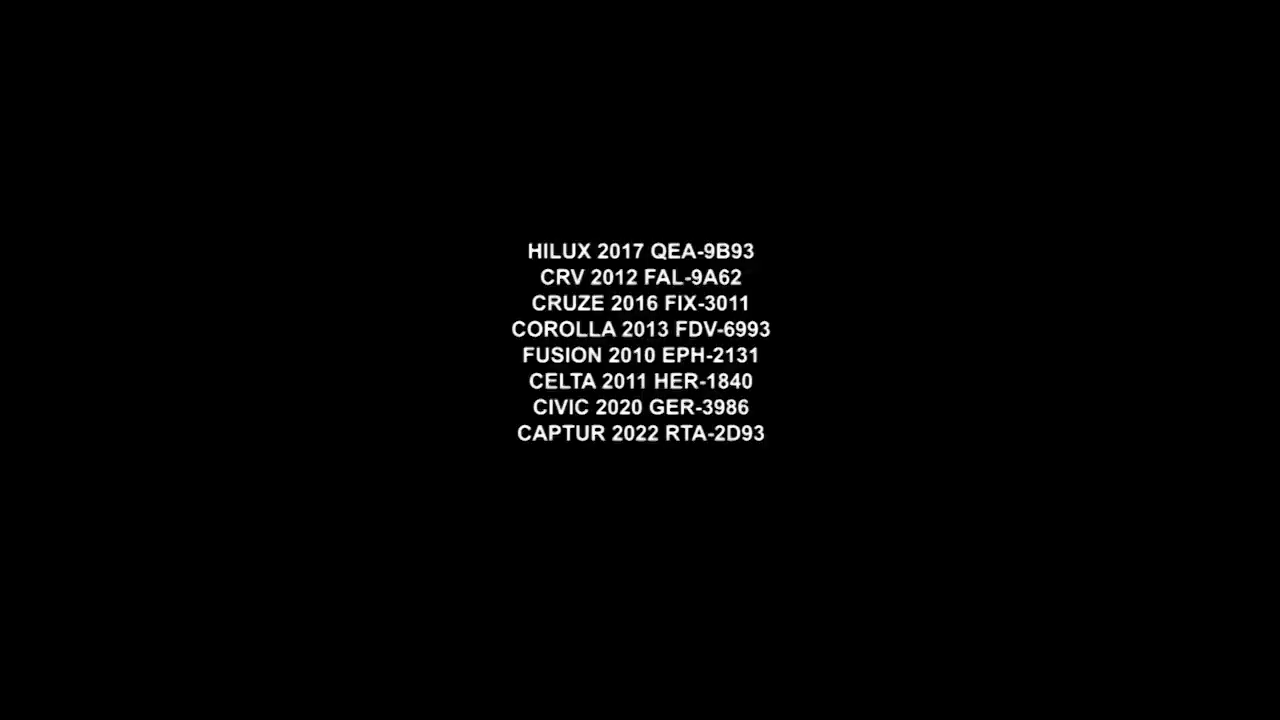 HILUX 2017 QEA-9B93
CRV 2012 FAL-9A62
CRUZE 2016 FIX-3011
COROLLA 2013 FDV-6993
FUSION 2010 EPH-2131
CELTA 2011 HER-1840
CIVIC 2020 GER-3986
CAPTUR 2022 RTA-2D93